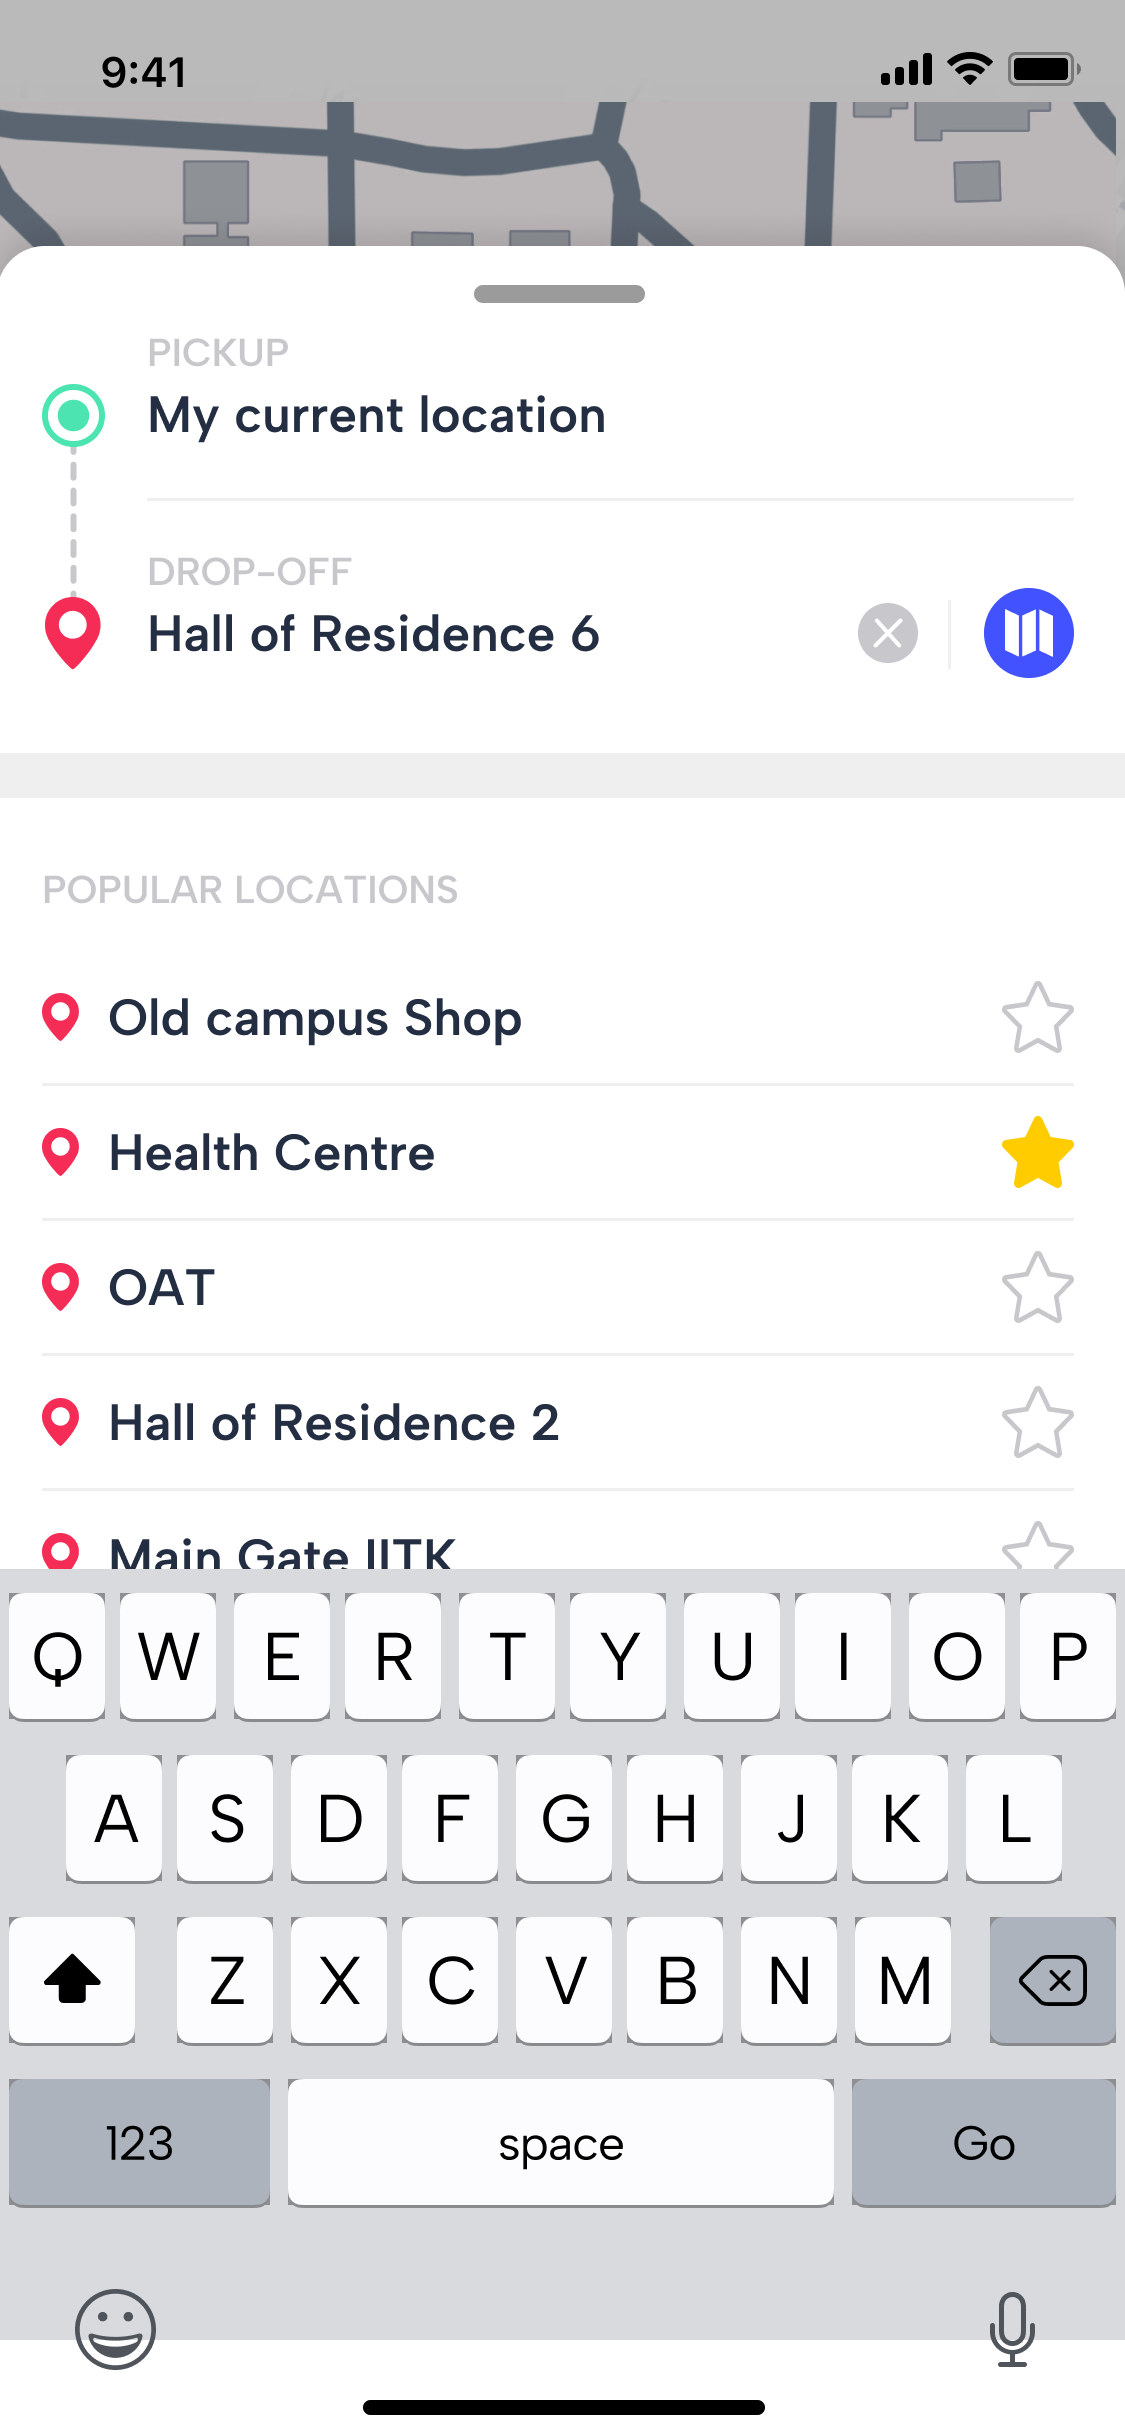 9:41
PICKUP
My current location
DROP-OFF
Hall of Residence 6
POPULAR LOCATIONS
Old campus Shop
Health Centre
OAT
Hall of Residence 2
Main Gate IITK
Q W E R T Y U I O P
A S D F G H J K L
Z X C V B N M
123 space Go